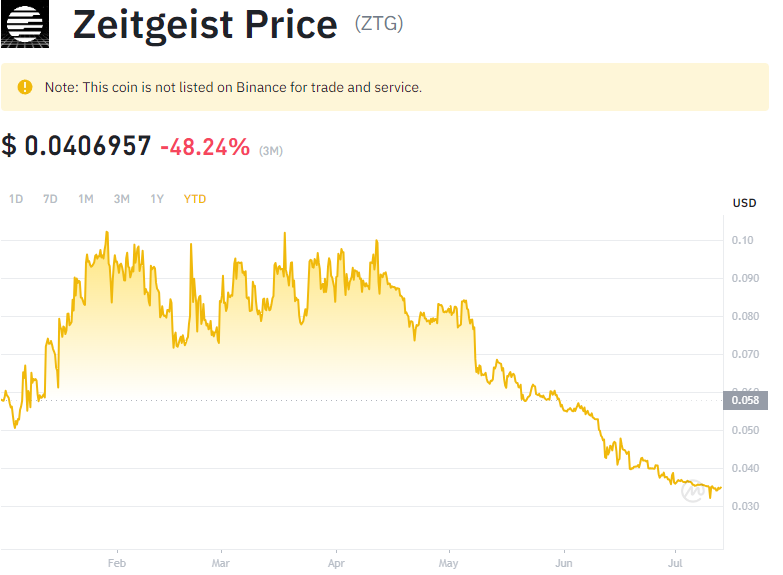 Zeitgeist Price (ZTG)
Note: This coin is not listed on Binance for trade and service.
$ 0.0406957 -48.24% (3M)
1D 7D 1M 3M 1Y YTD
USD
0.10
0.090
0.080
0.070
0.058
0.050
0.040
0.030
Feb Mar Apr May Jun Jul